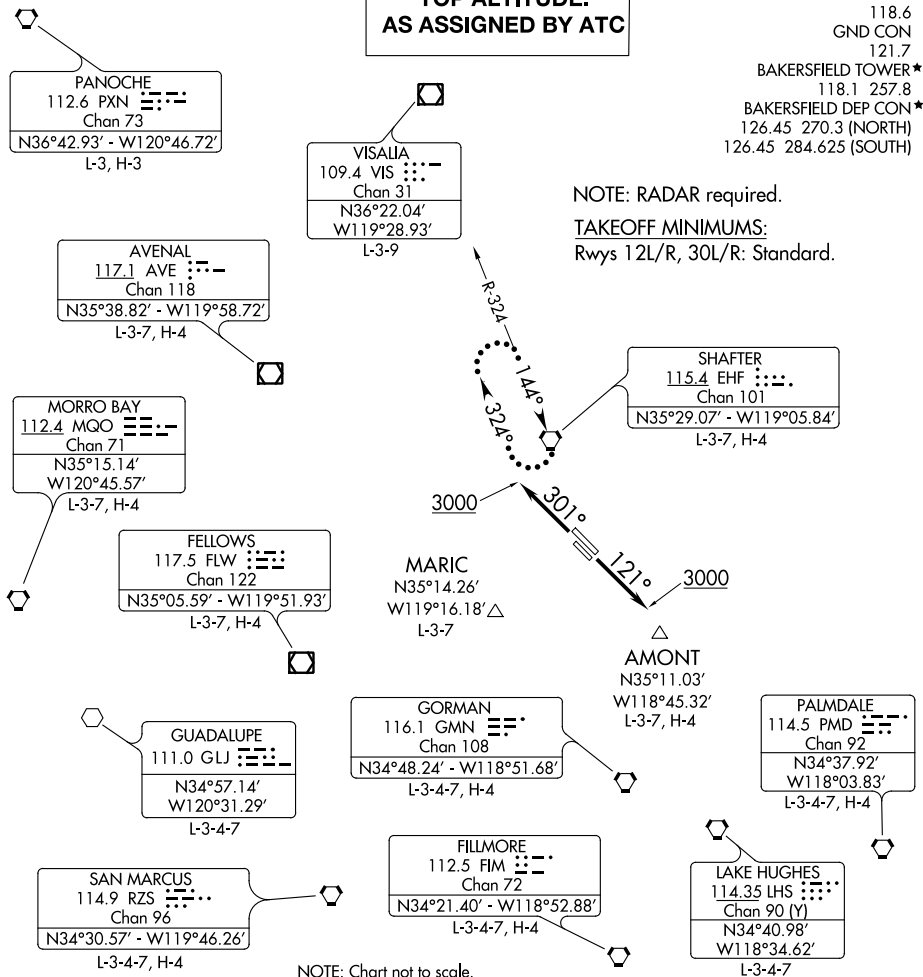 TOP ALTITUDE:
AS ASSIGNED BY ATC
118.6
GND CON
121.7
BAKERSFIELD TOWER★
118.1 257.8
BAKERSFIELD DEP CON★
126.45 270.3 (NORTH)
126.45 284.625 (SOUTH)
PANOCHE
112.6 PXN
Chan 73
N36°42.93′ - W120°46.72′
L-3, H-3
VISALIA
109.4 VIS
Chan 31
N36°22.04′
W119°28.93′
L-3-9
NOTE: RADAR required.
TAKEOFF MINIMUMS:
Rwys 12L/R, 30L/R: Standard.
AVENAL
117.1 AVE
Chan 118
N35°38.82′ - W119°58.72′
L-3-7, H-4
R-324
144°
324°
SHAFTER
115.4 EHF
Chan 101
N35°29.07′ - W119°05.84′
L-3-7, H-4
MORRO BAY
112.4 MQO
Chan 71
N35°15.14′
W120°45.57′
L-3-7, H-4
3000
301°
121°
3000
FELLOWS
117.5 FLW
Chan 122
N35°05.59′ - W119°51.93′
L-3-7, H-4
MARIC
N35°14.26′
W119°16.18′
L-3-7
AMONT
N35°11.03′
W118°45.32′
L-3-7, H-4
GUADALUPE
111.0 GLJ
N34°57.14′
W120°31.29′
L-3-4-7
GORMAN
116.1 GMN
Chan 108
N34°48.24′ - W118°51.68′
L-3-4-7, H-4
PALMDALE
114.5 PMD
Chan 92
N34°37.92′
W118°03.83′
L-3-4-7, H-4
SAN MARCUS
114.9 RZS
Chan 96
N34°30.57′ - W119°46.26′
L-3-4-7, H-4
FILLMORE
112.5 FIM
Chan 72
N34°21.40′ - W118°52.88′
L-3-4-7, H-4
LAKE HUGHES
114.35 LHS
Chan 90 (Y)
N34°40.98′
W118°34.62′
L-3-4-7
NOTE: Chart not to scale.